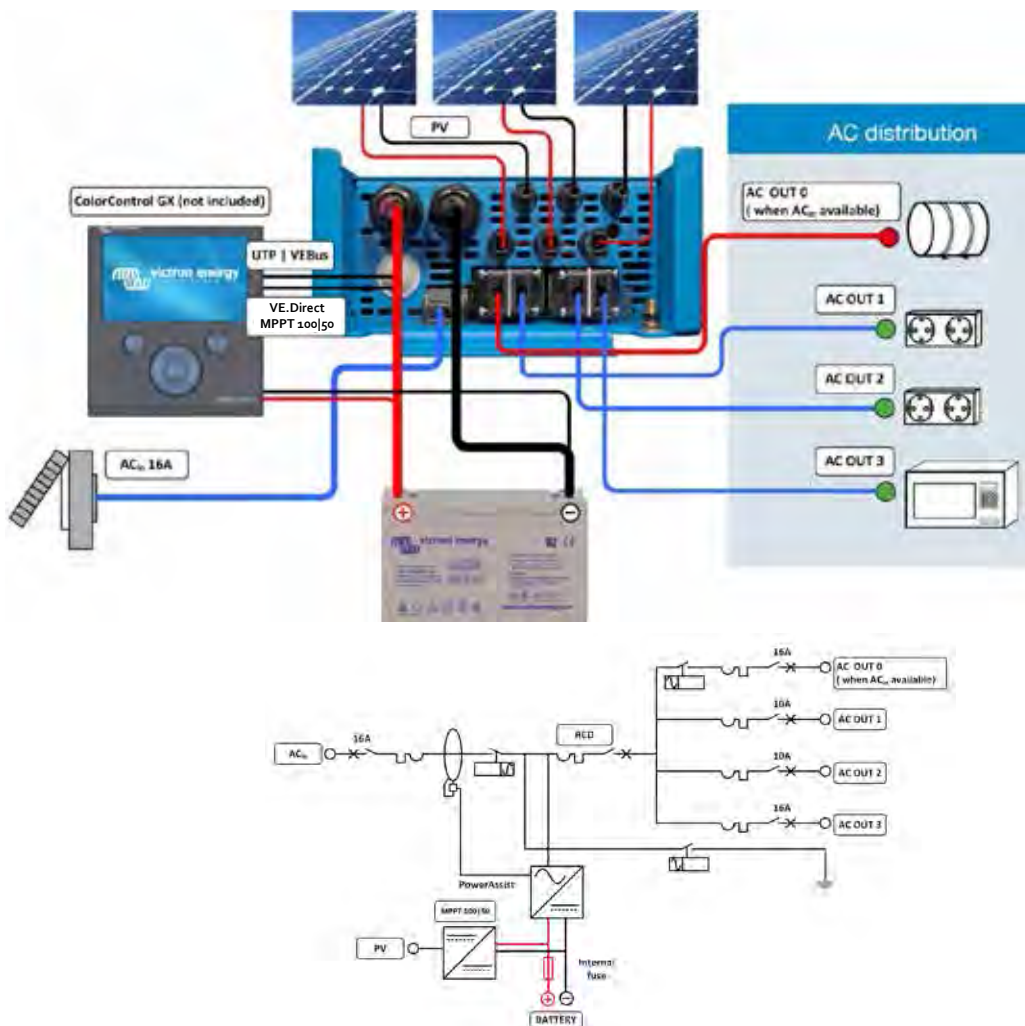 PV
AC distribution
AC OUT 0
( when ACin available)
ColorControl GX (not included)
UTP | VEBus
victron energy
VE.Direct
MPPT 100|50
AC OUT 1
AC OUT 2
ACin 16A
AC OUT 3
+
−
victron energy
16A
AC OUT 0
( when ACin available)
10A
AC OUT 1
16A
RCD
ACin
10A
AC OUT 2
16A
AC OUT 3
PowerAssist
MPPT 100|50
PV
Internal
fuse
+
−
BATTERY